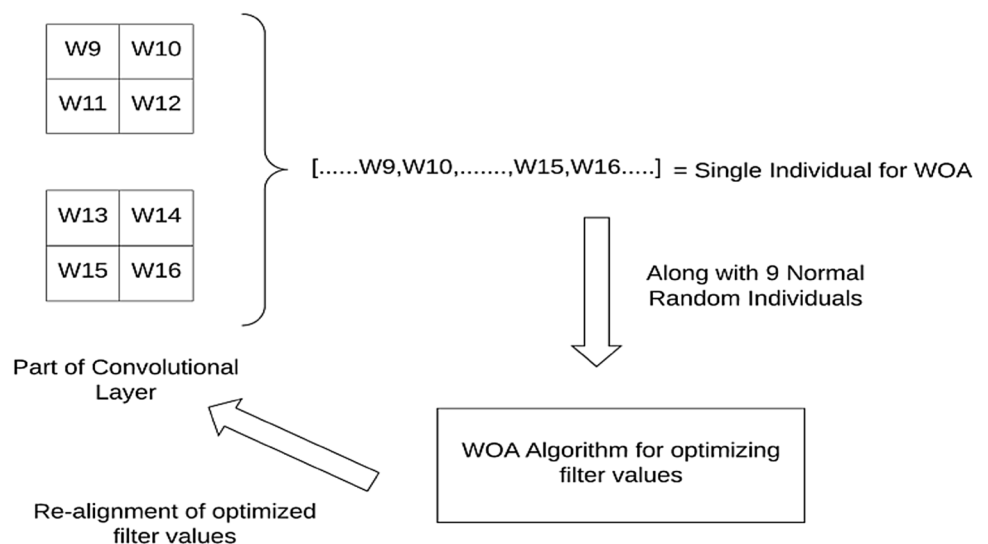 W9 W10
W11 W12
[......W9,W10,.......,W15,W16.....] = Single Individual for WOA
W13 W14
W15 W16
Along with 9 Normal
Random Individuals
Part of Convolutional
Layer
WOA Algorithm for optimizing
filter values
Re-alignment of optimized
filter values